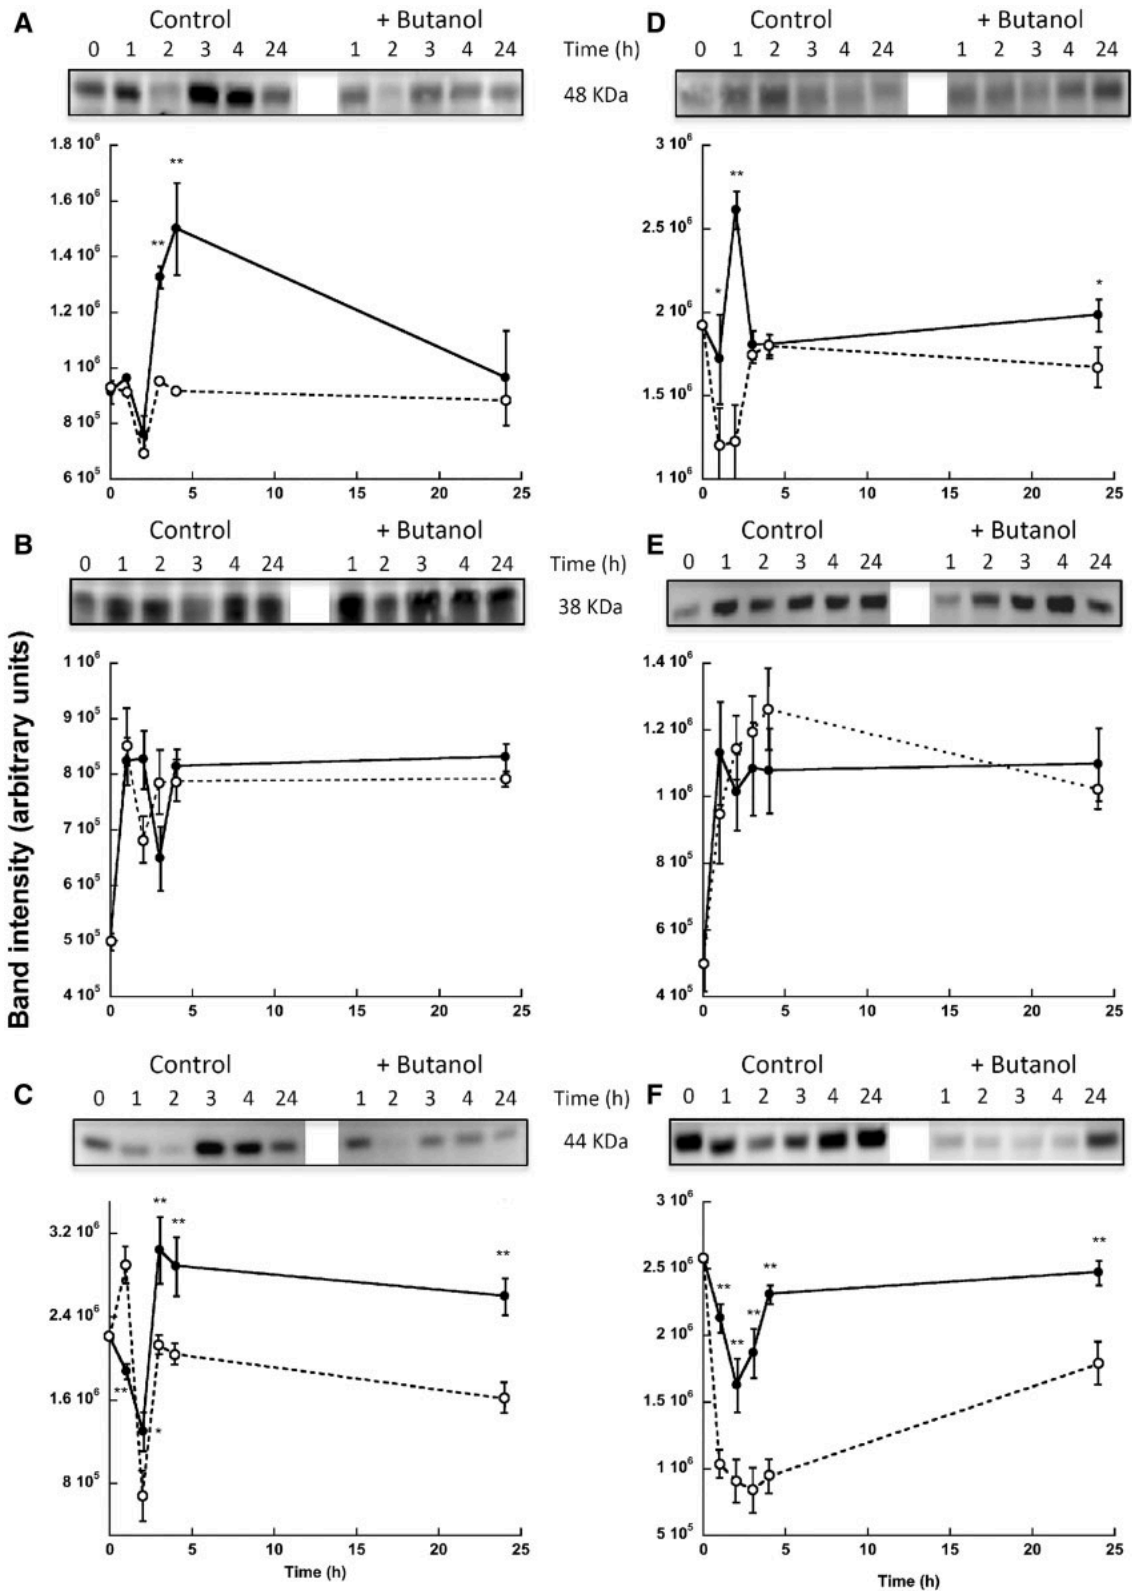 A Control + Butanol D Control + Butanol
0 1 2 3 4 24 1 2 3 4 24 Time (h) 0 1 2 3 4 24 1 2 3 4 24
48 KDa
**
**
1.8 10⁶
1.6 10⁶
1.4 10⁶
1.2 10⁶
1 10⁶
8 10⁵
6 10⁵
0 5 10 15 20 25
**
*
*
3 10⁶
2.5 10⁶
2 10⁶
1.5 10⁶
1 10⁶
0 5 10 15 20 25
B Control + Butanol E Control + Butanol
0 1 2 3 4 24 1 2 3 4 24 Time (h) 0 1 2 3 4 24 1 2 3 4 24
38 KDa
Band intensity (arbitrary units)
1 10⁶
9 10⁵
8 10⁵
7 10⁵
6 10⁵
5 10⁵
4 10⁵
0 5 10 15 20 25
1.4 10⁶
1.2 10⁶
1 10⁶
8 10⁵
6 10⁵
4 10⁵
0 5 10 15 20 25
C Control + Butanol F Control + Butanol
0 1 2 3 4 24 1 2 3 4 24 Time (h) 0 1 2 3 4 24 1 2 3 4 24
44 KDa
**
**
**
**
*
3.2 10⁶
2.4 10⁶
1.6 10⁶
8 10⁵
0 5 10 15 20 25
Time (h)
**
**
**
**
**
3 10⁶
2.5 10⁶
2 10⁶
1.5 10⁶
1 10⁶
5 10⁵
0 5 10 15 20 25
Time (h)